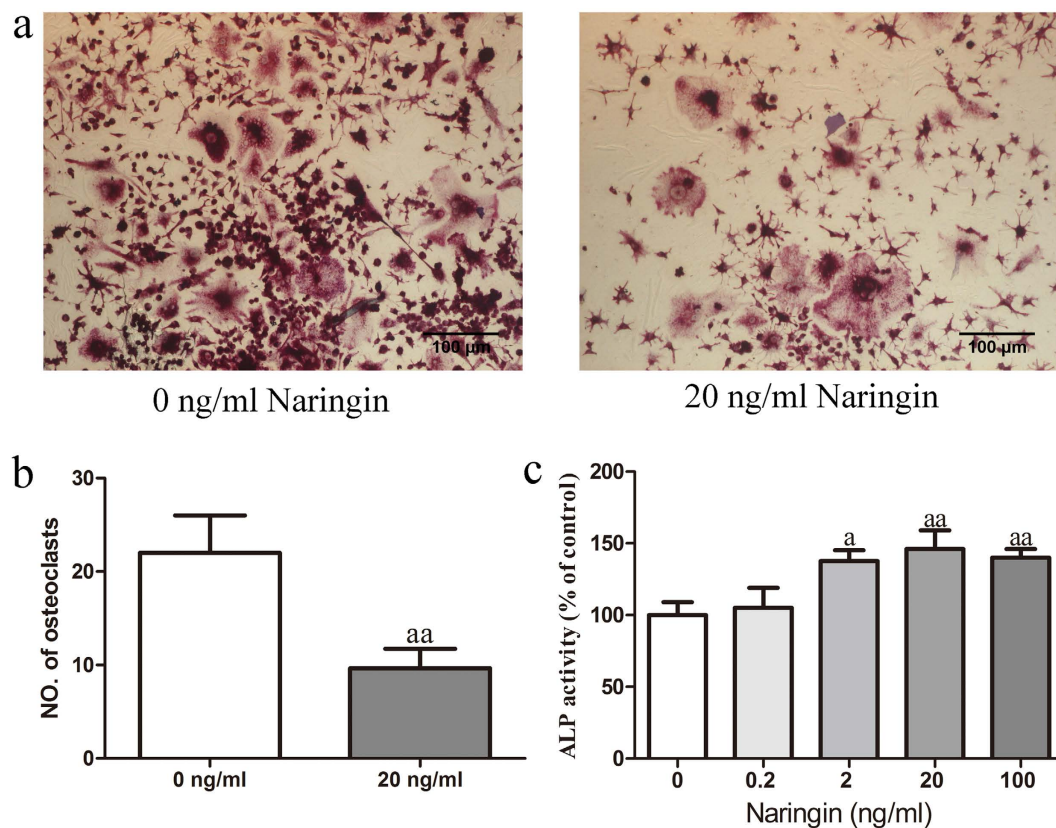 a
100 μm
100 μm
0 ng/ml Naringin
20 ng/ml Naringin
b
NO. of osteoclasts
30
20
10
0
aa
0 ng/ml
20 ng/ml
c
ALP activity (% of control)
200
150
100
50
0
a
aa
aa
0
0.2
2
20
100
Naringin (ng/ml)